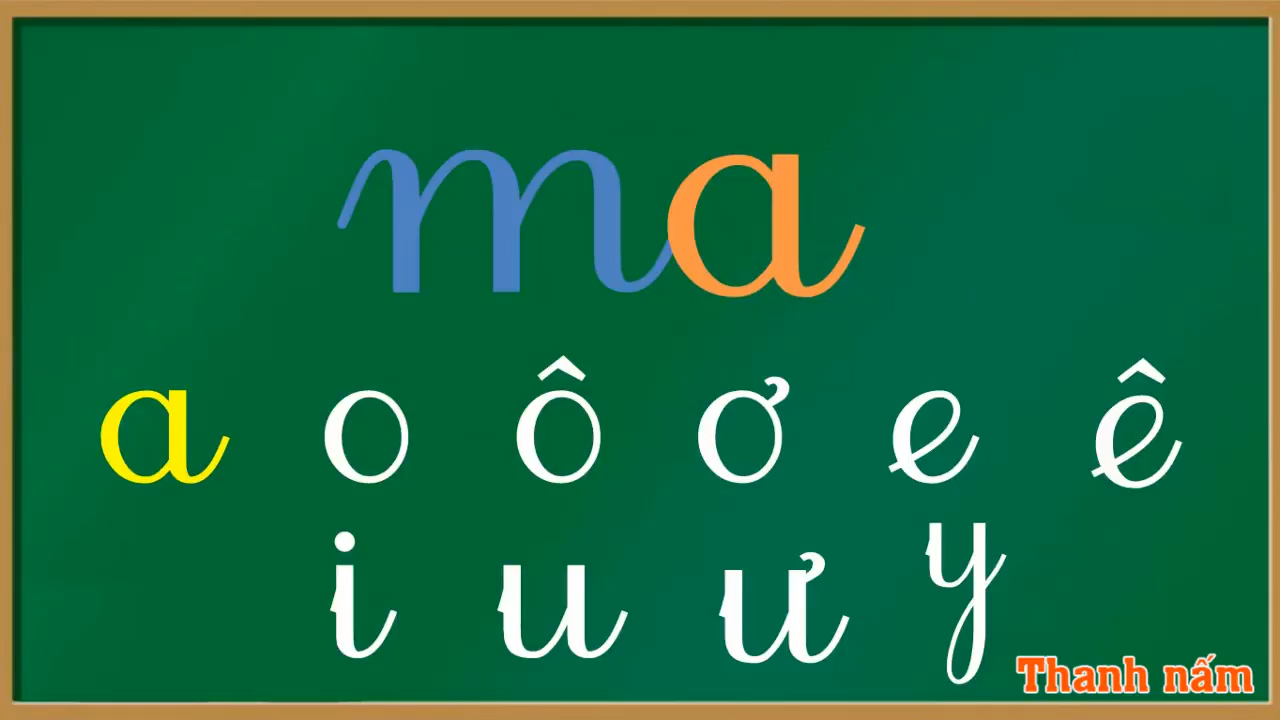 ma
a o ô ơ e ê
i u ư y
Thanh nấm